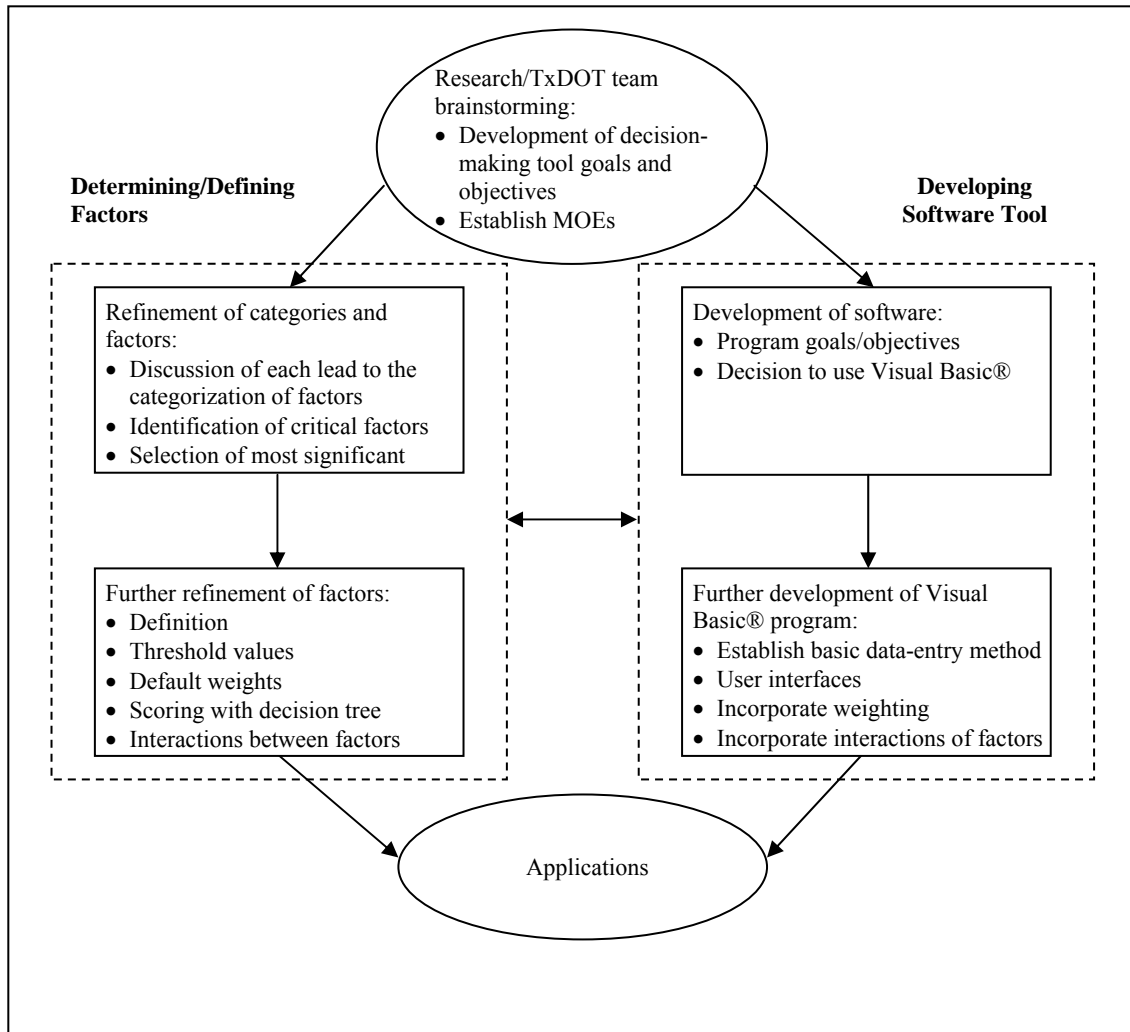 Research/TxDOT team
brainstorming:
• Development of decision-
making tool goals and
objectives
• Establish MOEs
Determining/Defining
Factors
Developing
Software Tool
Refinement of categories and
factors:
• Discussion of each lead to the
categorization of factors
• Identification of critical factors
• Selection of most significant
Development of software:
• Program goals/objectives
• Decision to use Visual Basic®
Further refinement of factors:
• Definition
• Threshold values
• Default weights
• Scoring with decision tree
• Interactions between factors
Further development of Visual
Basic® program:
• Establish basic data-entry method
• User interfaces
• Incorporate weighting
• Incorporate interactions of factors
Applications